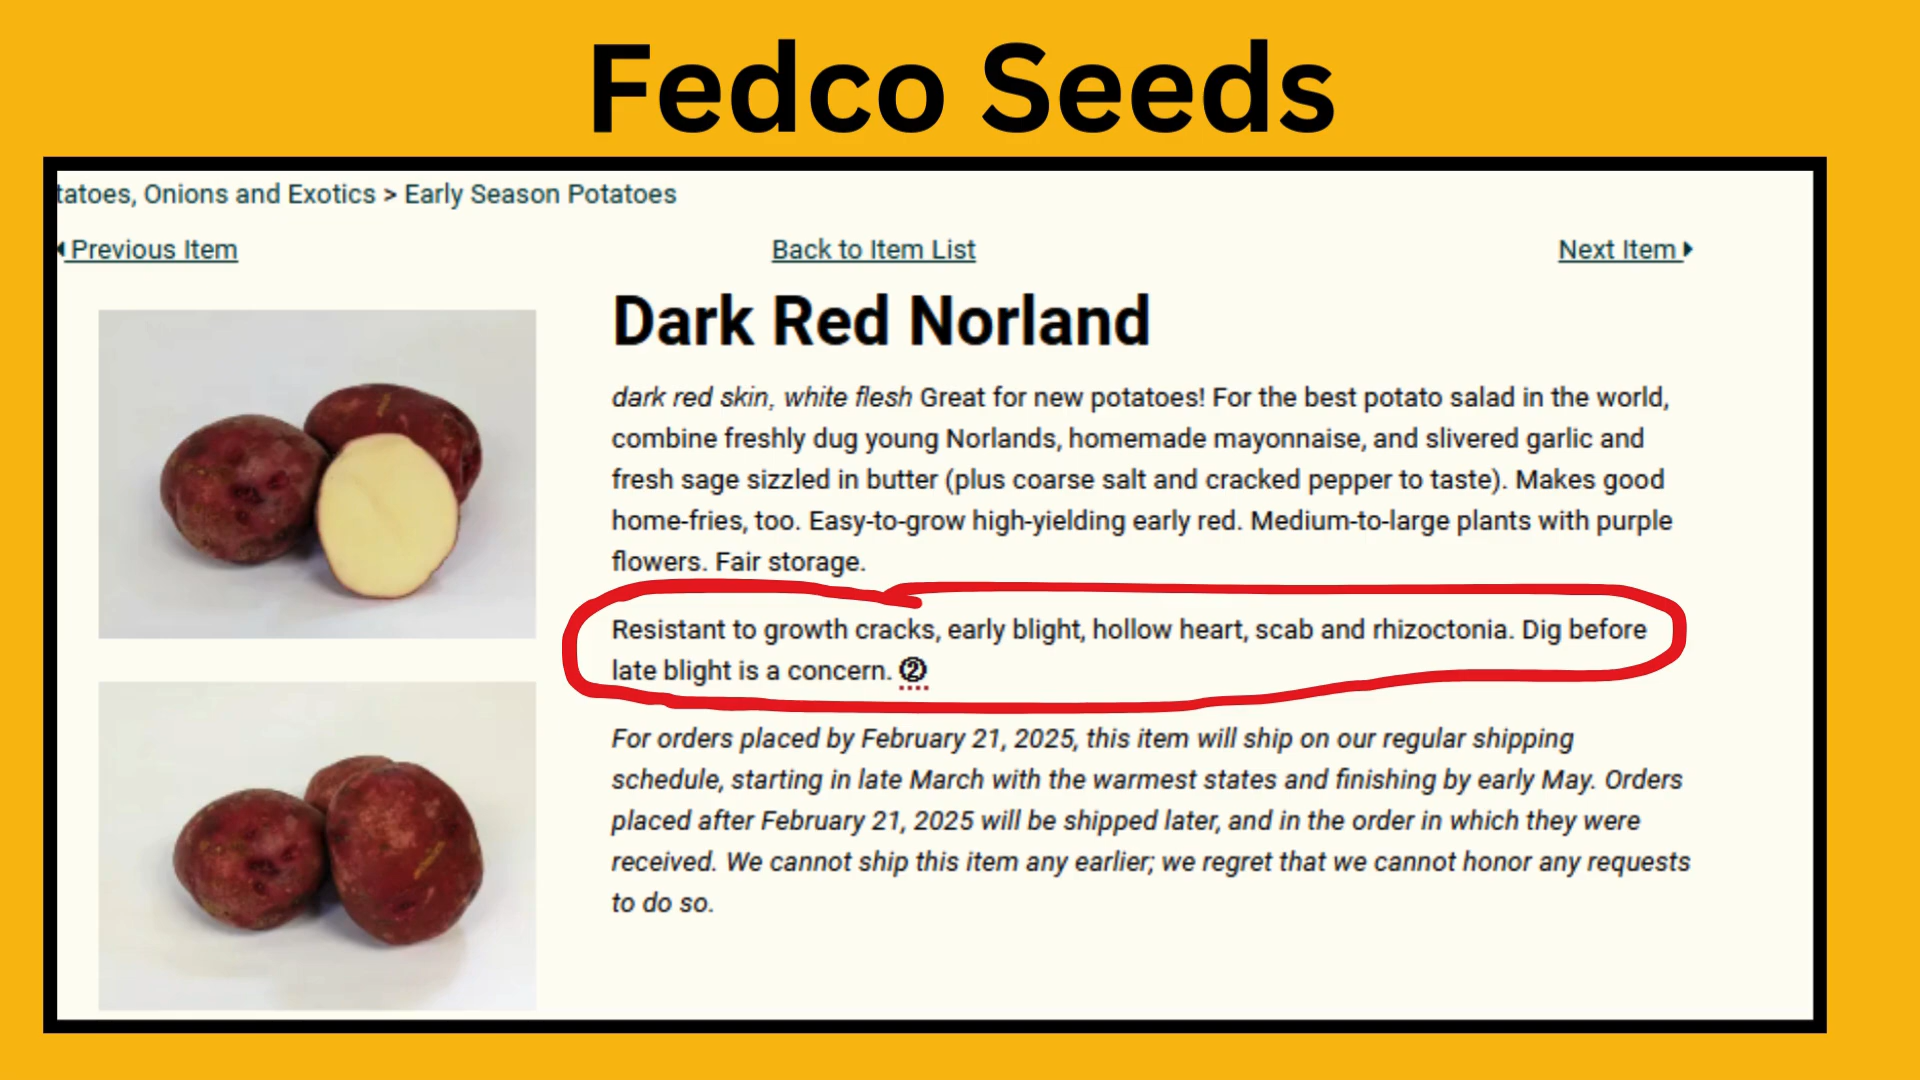 Fedco Seeds
tatoes, Onions and Exotics > Early Season Potatoes
Previous Item
Back to Item List
Next Item
Dark Red Norland
dark red skin, white flesh Great for new potatoes! For the best potato salad in the world,
combine freshly dug young Norlands, homemade mayonnaise, and slivered garlic and
fresh sage sizzled in butter (plus coarse salt and cracked pepper to taste). Makes good
home-fries, too. Easy-to-grow high-yielding early red. Medium-to-large plants with purple
flowers. Fair storage.
Resistant to growth cracks, early blight, hollow heart, scab and rhizoctonia. Dig before
late blight is a concern. ②
For orders placed by February 21, 2025, this item will ship on our regular shipping
schedule, starting in late March with the warmest states and finishing by early May. Orders
placed after February 21, 2025 will be shipped later, and in the order in which they were
received. We cannot ship this item any earlier; we regret that we cannot honor any requests
to do so.